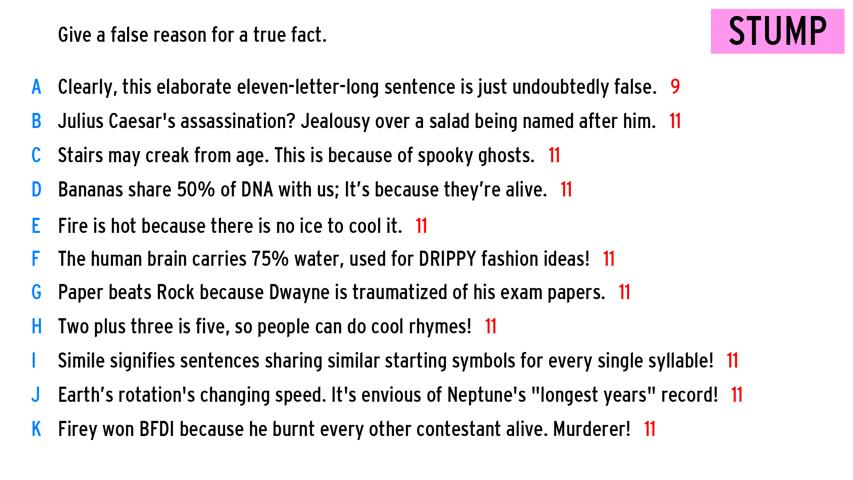 Give a false reason for a true fact.
STUMP
A Clearly, this elaborate eleven-letter-long sentence is just undoubtedly false. 9
B Julius Caesar's assassination? Jealousy over a salad being named after him. 11
C Stairs may creak from age. This is because of spooky ghosts. 11
D Bananas share 50% of DNA with us; It's because they’re alive. 11
E Fire is hot because there is no ice to cool it. 11
F The human brain carries 75% water, used for DRIPPY fashion ideas! 11
G Paper beats Rock because Dwayne is traumatized of his exam papers. 11
H Two plus three is five, so people can do cool rhymes! 11
I Simile signifies sentences sharing similar starting symbols for every single syllable! 11
J Earth’s rotation's changing speed. It's envious of Neptune's "longest years" record! 11
K Firey won BFDI because he burnt every other contestant alive. Murderer! 11